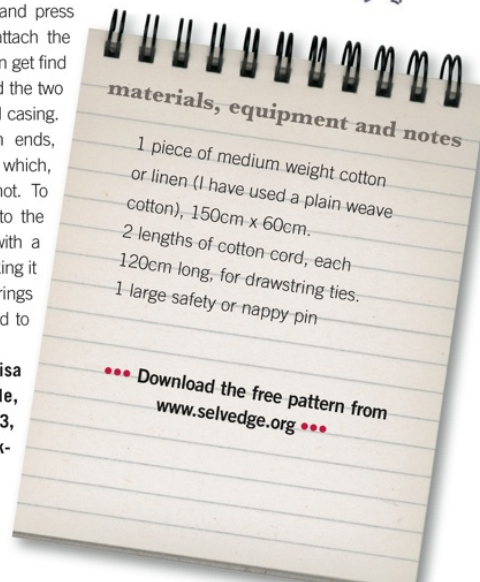 and press
attach the
n get find
d the two
l casing.
n ends,
which,
not. To
to the
with a
king it
rings
d to
isa
le,
3,
k-
materials, equipment and notes
1 piece of medium weight cotton
or linen (I have used a plain weave
cotton), 150cm x 60cm.
2 lengths of cotton cord, each
120cm long, for drawstring ties.
1 large safety or nappy pin
••• Download the free pattern from
www.selvedge.org •••